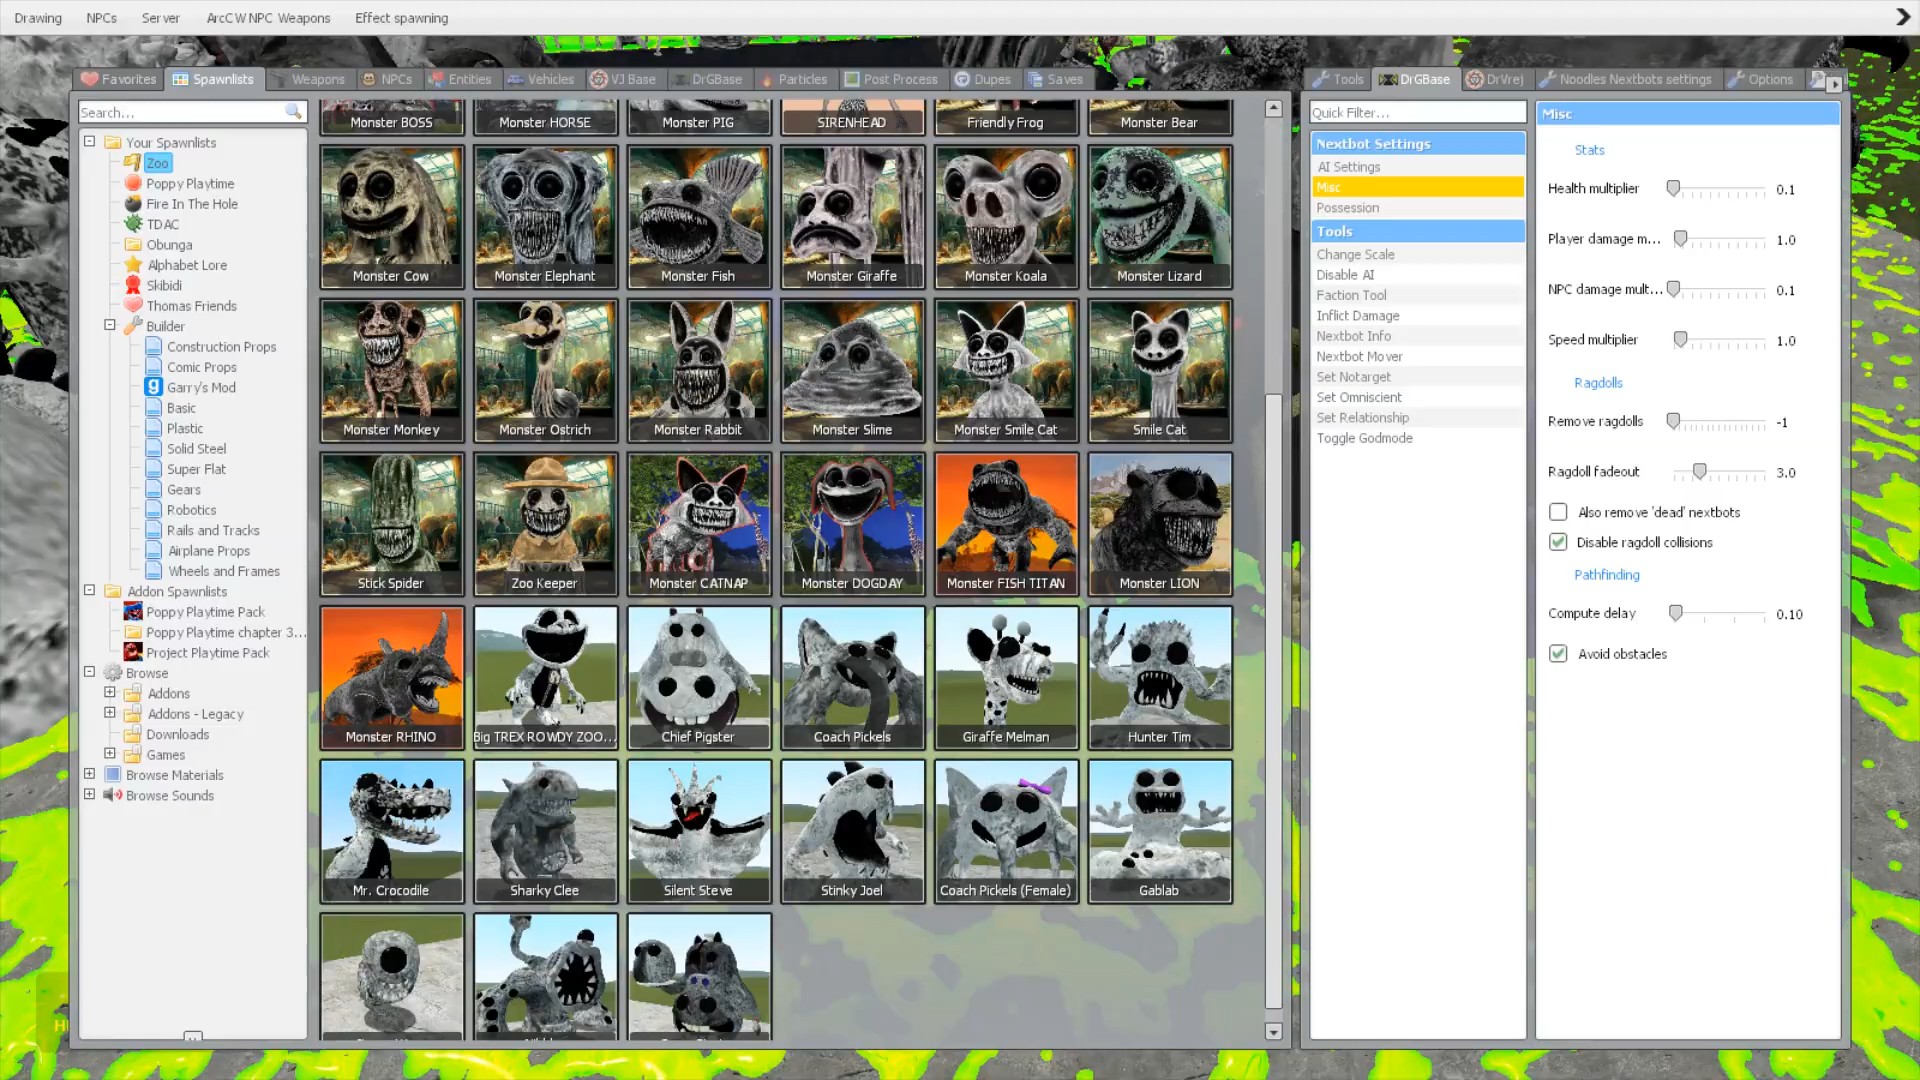 Drawing NPCs Server ArcCW NPC Weapons Effect spawning
Favorites Spawnlists Weapons NPCs Entities Vehicles VJ Base DrGBase Particles Post Process Dupes Saves
Search...
Your Spawnlists
Zoo
Poppy Playtime
Fire In The Hole
TDAC
Obunga
Alphabet Lore
Skibidi
Thomas Friends
Builder
Construction Props
Comic Props
Garry's Mod
Basic
Plastic
Solid Steel
Super Flat
Gears
Robotics
Rails and Tracks
Airplane Props
Wheels and Frames
Addon Spawnlists
Poppy Playtime Pack
Poppy Playtime chapter 3...
Project Playtime Pack
Browse
Addons
Addons - Legacy
Downloads
Games
Browse Materials
Browse Sounds
Monster BOSS Monster HORSE Monster PIG SIRENHEAD Friendly Frog Monster Bear
Monster Cow Monster Elephant Monster Fish Monster Giraffe Monster Koala Monster Lizard
Monster Monkey Monster Ostrich Monster Rabbit Monster Slime Monster Smile Cat Smile Cat
Stick Spider Zoo Keeper Monster CATNAP Monster DOGDAY Monster FISH TITAN Monster LION
Monster RHINO Big TREX ROWDY ZOO... Chief Pigster Coach Pickels Giraffe Melman Hunter Tim
Mr. Crocodile Sharky Clee Silent Steve Stinky Joel Coach Pickels (Female) Gablab
Tools DrGBase DrVrej Noodles Nextbots settings Options
Quick Filter...
Nextbot Settings
AI Settings
Misc
Possession
Tools
Change Scale
Disable AI
Faction Tool
Inflict Damage
Nextbot Info
Nextbot Mover
Set Notarget
Set Omniscient
Set Relationship
Toggle Godmode
Misc
Stats
Health multiplier 0.1
Player damage m... 1.0
NPC damage mult... 0.1
Speed multiplier 1.0
Ragdolls
Remove ragdolls -1
Ragdoll fadeout 3.0
Also remove 'dead' nextbots
Disable ragdoll collisions
Pathfinding
Compute delay 0.10
Avoid obstacles